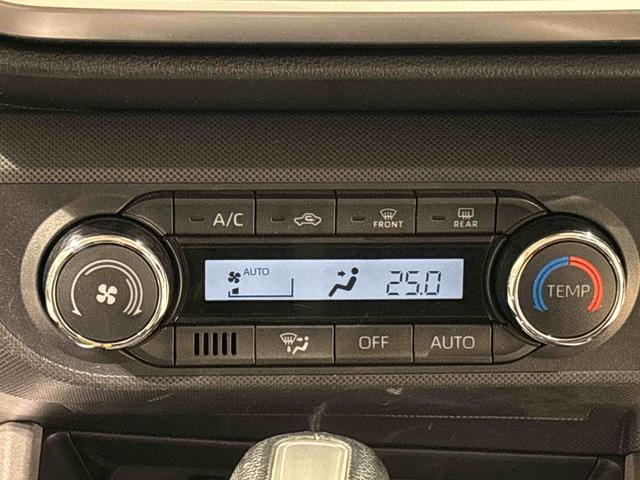 A/C
FRONT
REAR
AUTO
25.0
TEMP
OFF
AUTO